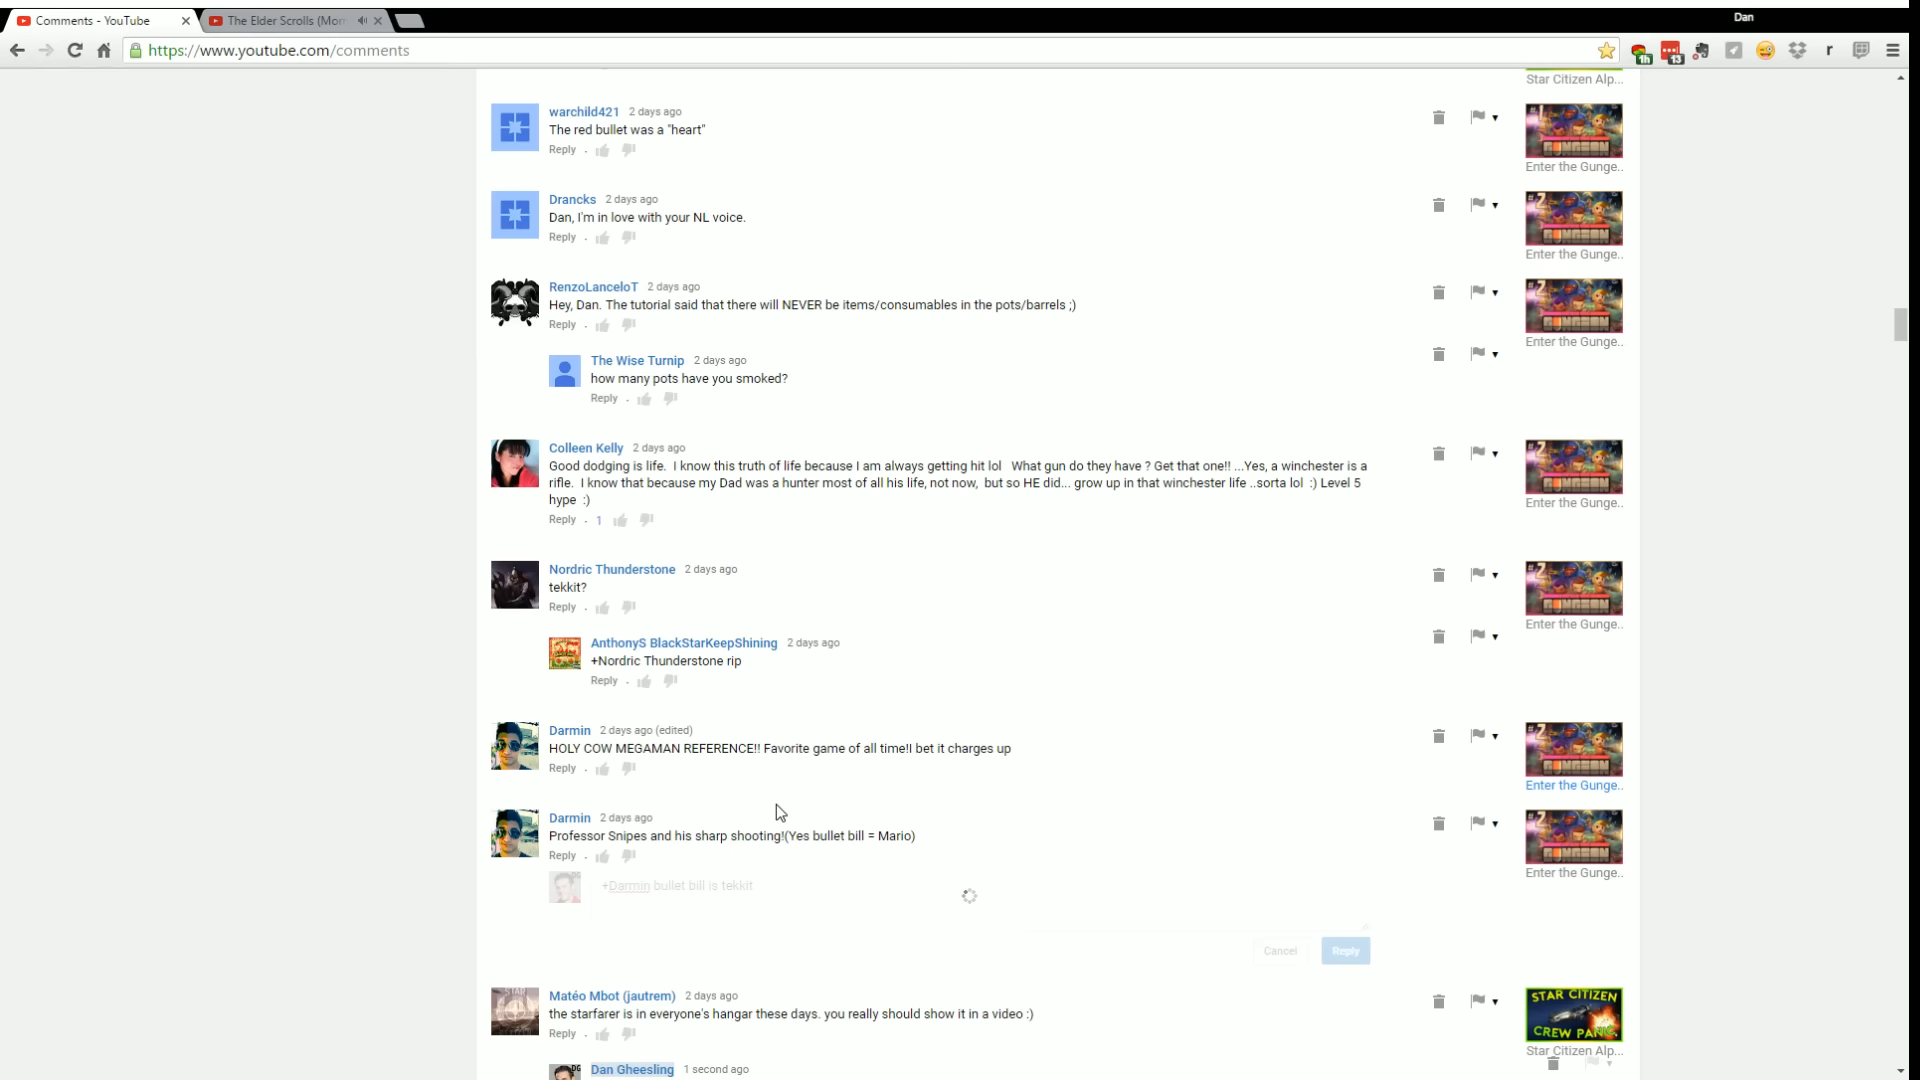 Dan
Comments - YouTube
The Elder Scrolls (Morr
https://www.youtube.com/comments
1h
13
r
Star Citizen Alp...
warchild421 2 days ago
The red bullet was a "heart"
Reply
Enter the Gunge..
Drancks 2 days ago
Dan, I'm in love with your NL voice.
Reply
Enter the Gunge..
RenzoLanceloT 2 days ago
Hey, Dan. The tutorial said that there will NEVER be items/consumables in the pots/barrels ;)
Reply
Enter the Gunge..
The Wise Turnip 2 days ago
how many pots have you smoked?
Reply
Colleen Kelly 2 days ago
Good dodging is life. I know this truth of life because I am always getting hit lol What gun do they have ? Get that one!! ...Yes, a winchester is a
rifle. I know that because my Dad was a hunter most of all his life, not now, but so HE did... grow up in that winchester life ..sorta lol :) Level 5
hype :)
Reply 1
Enter the Gunge..
Nordric Thunderstone 2 days ago
tekkit?
Reply
Enter the Gunge..
AnthonyS BlackStarKeepShining 2 days ago
+Nordric Thunderstone rip
Reply
Darmin 2 days ago (edited)
HOLY COW MEGAMAN REFERENCE!! Favorite game of all time!I bet it charges up
Reply
Enter the Gunge..
Darmin 2 days ago
Professor Snipes and his sharp shooting!(Yes bullet bill = Mario)
Reply
Enter the Gunge..
+Darmin bullet bill is tekkit
Cancel Reply
Matéo Mbot (jautrem) 2 days ago
the starfarer is in everyone's hangar these days. you really should show it in a video :)
Reply
STAR CITIZEN
CREW PANIC
Star Citizen Alp...
Dan Gheesling 1 second ago